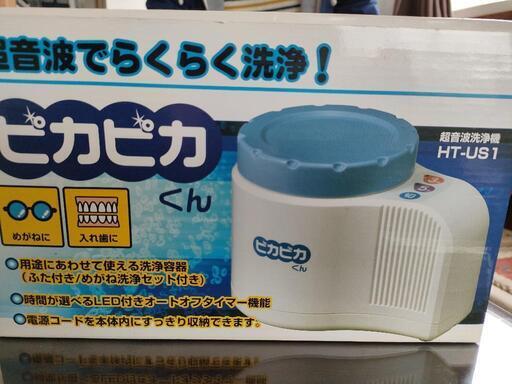 超音波でらくらく洗浄！
ピカピカ
くん
めがねに
入れ歯に
超音波洗浄機
HT-US1
3
5
10
ピカピカ
くん
●用途にあわせて使える洗浄容器
（ふた付き/めがね洗浄セット付き）
●時間が選べるLED付きオートオフタイマー機能
●電源コードを本体内にすっきり収納できます。